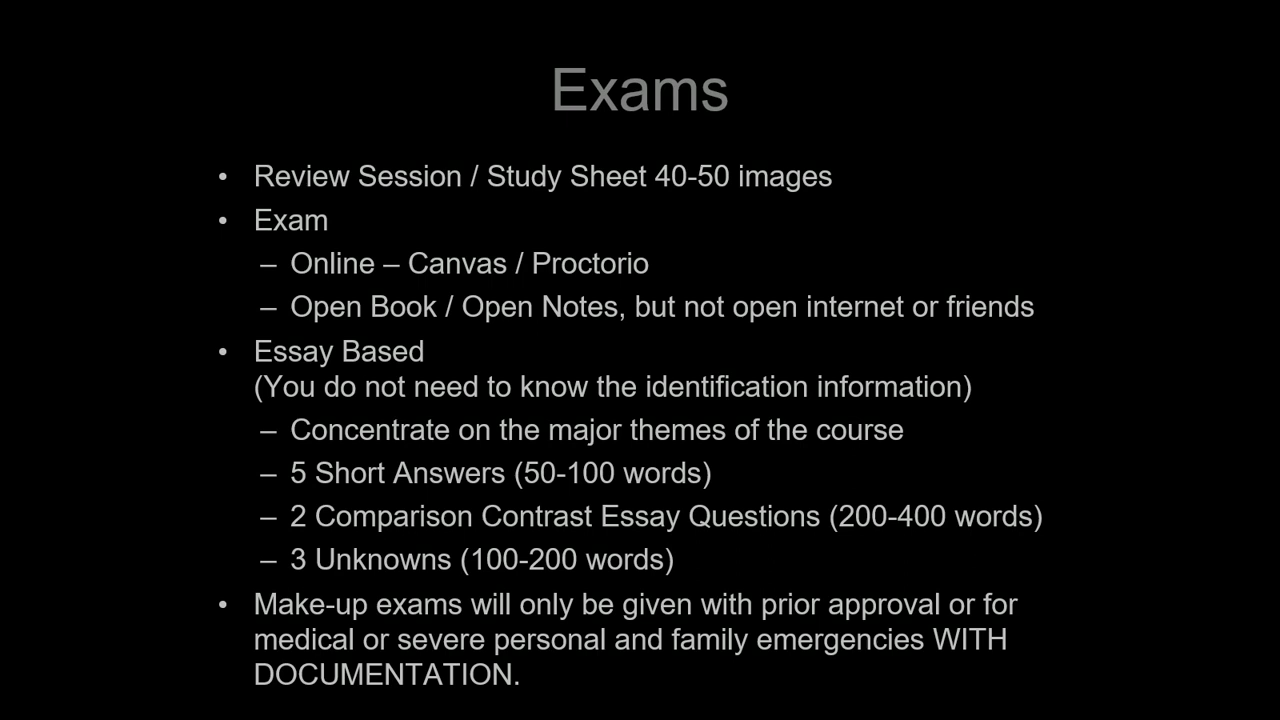 Exams
• Review Session / Study Sheet 40-50 images
• Exam
– Online – Canvas / Proctorio
– Open Book / Open Notes, but not open internet or friends
• Essay Based
(You do not need to know the identification information)
– Concentrate on the major themes of the course
– 5 Short Answers (50-100 words)
– 2 Comparison Contrast Essay Questions (200-400 words)
– 3 Unknowns (100-200 words)
• Make-up exams will only be given with prior approval or for
medical or severe personal and family emergencies WITH
DOCUMENTATION.